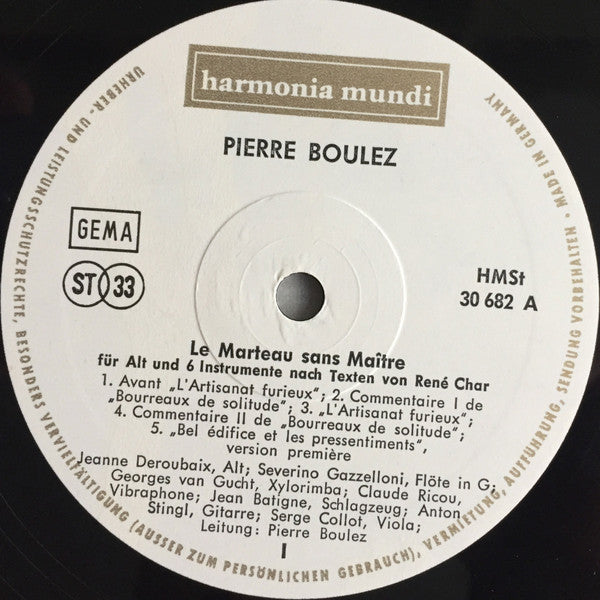 harmonia mundi
PIERRE BOULEZ
GEMA
ST 33
HMSt
30 682 A
Le Marteau sans Maître
für Alt und 6 Instrumente nach Texten von René Char
1. Avant „L'Artisanat furieux"; 2. Commentaire I de
„Bourreaux de solitude"; 3. „L'Artisanat furieux";
4. Commentaire II de „Bourreaux de solitude";
5. „Bel édifice et les pressentiments",
version première
Jeanne Deroubaix, Alt; Severino Gazzelloni, Flöte in G;
Georges van Gucht, Xylorimba; Claude Ricou,
Vibraphone; Jean Batigne, Schlagzeug; Anton
Stingl, Gitarre; Serge Collot, Viola;
Leitung: Pierre Boulez
I
URHEBER- UND LEISTUNGSSCHUTZRECHTE, BESONDERS VERVIELFÄLTIGUNG (AUSSER ZUM PERSÖNLICHEN GEBRAUCH), VERMIETUNG, AUFFÜHRUNG, SENDUNG VORBEHALTEN • MADE IN GERMANY